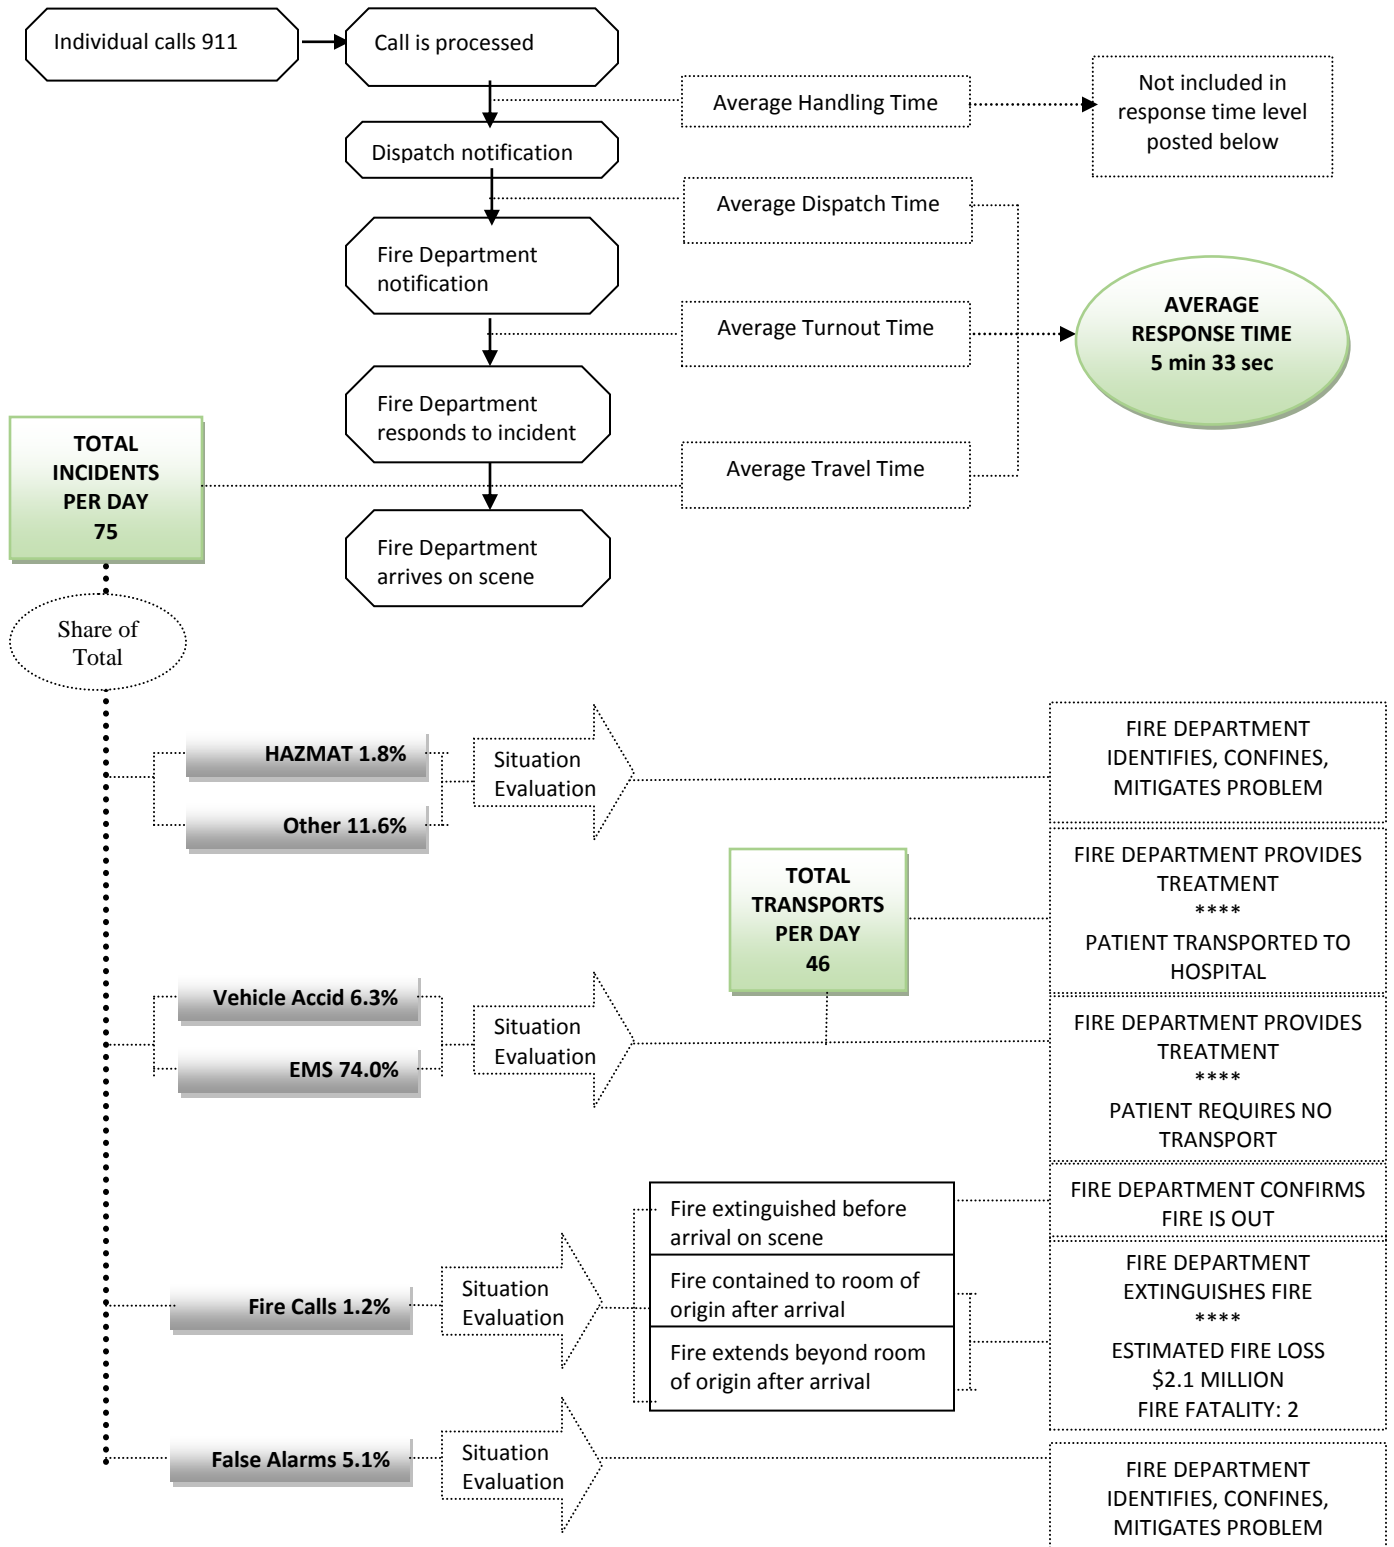 Individual calls 911
Call is processed
Average Handling Time
Not included in
response time level
posted below
Dispatch notification
Average Dispatch Time
Fire Department
notification
Average Turnout Time
AVERAGE
RESPONSE TIME
5 min 33 sec
Fire Department
responds to incident
TOTAL
INCIDENTS
PER DAY
75
Average Travel Time
Fire Department
arrives on scene
Share of
Total
HAZMAT 1.8%
Other 11.6%
Situation
Evaluation
FIRE DEPARTMENT
IDENTIFIES, CONFINES,
MITIGATES PROBLEM
TOTAL
TRANSPORTS
PER DAY
46
FIRE DEPARTMENT PROVIDES
TREATMENT
****
PATIENT TRANSPORTED TO
HOSPITAL
Vehicle Accid 6.3%
EMS 74.0%
Situation
Evaluation
FIRE DEPARTMENT PROVIDES
TREATMENT
****
PATIENT REQUIRES NO
TRANSPORT
Fire Calls 1.2%
Situation
Evaluation
Fire extinguished before
arrival on scene
Fire contained to room of
origin after arrival
Fire extends beyond room
of origin after arrival
FIRE DEPARTMENT CONFIRMS
FIRE IS OUT
FIRE DEPARTMENT
EXTINGUISHES FIRE
****
ESTIMATED FIRE LOSS
$2.1 MILLION
FIRE FATALITY: 2
False Alarms 5.1%
Situation
Evaluation
FIRE DEPARTMENT
IDENTIFIES, CONFINES,
MITIGATES PROBLEM